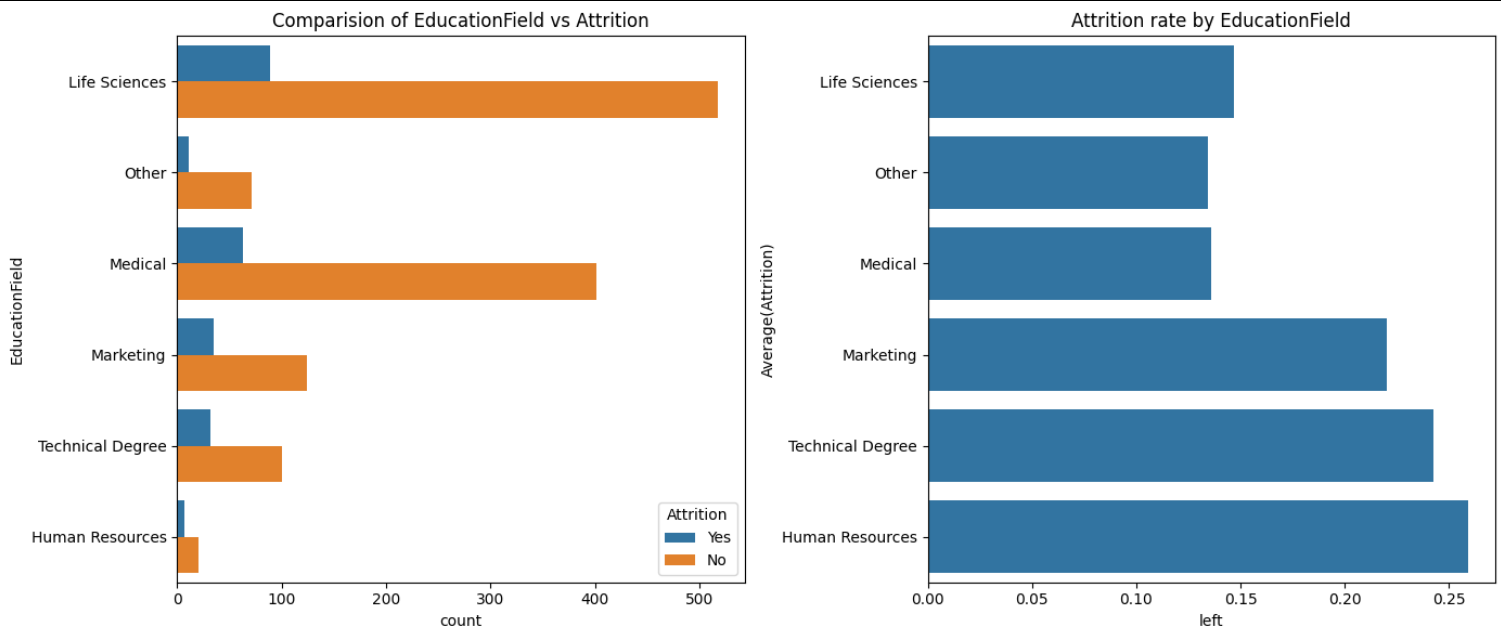 Comparision of EducationField vs Attrition
EducationField
Life Sciences
Other
Medical
Marketing
Technical Degree
Human Resources
0 100 200 300 400 500
count
Attrition
Yes
No
Attrition rate by EducationField
Average(Attrition)
Life Sciences
Other
Medical
Marketing
Technical Degree
Human Resources
0.00 0.05 0.10 0.15 0.20 0.25
left